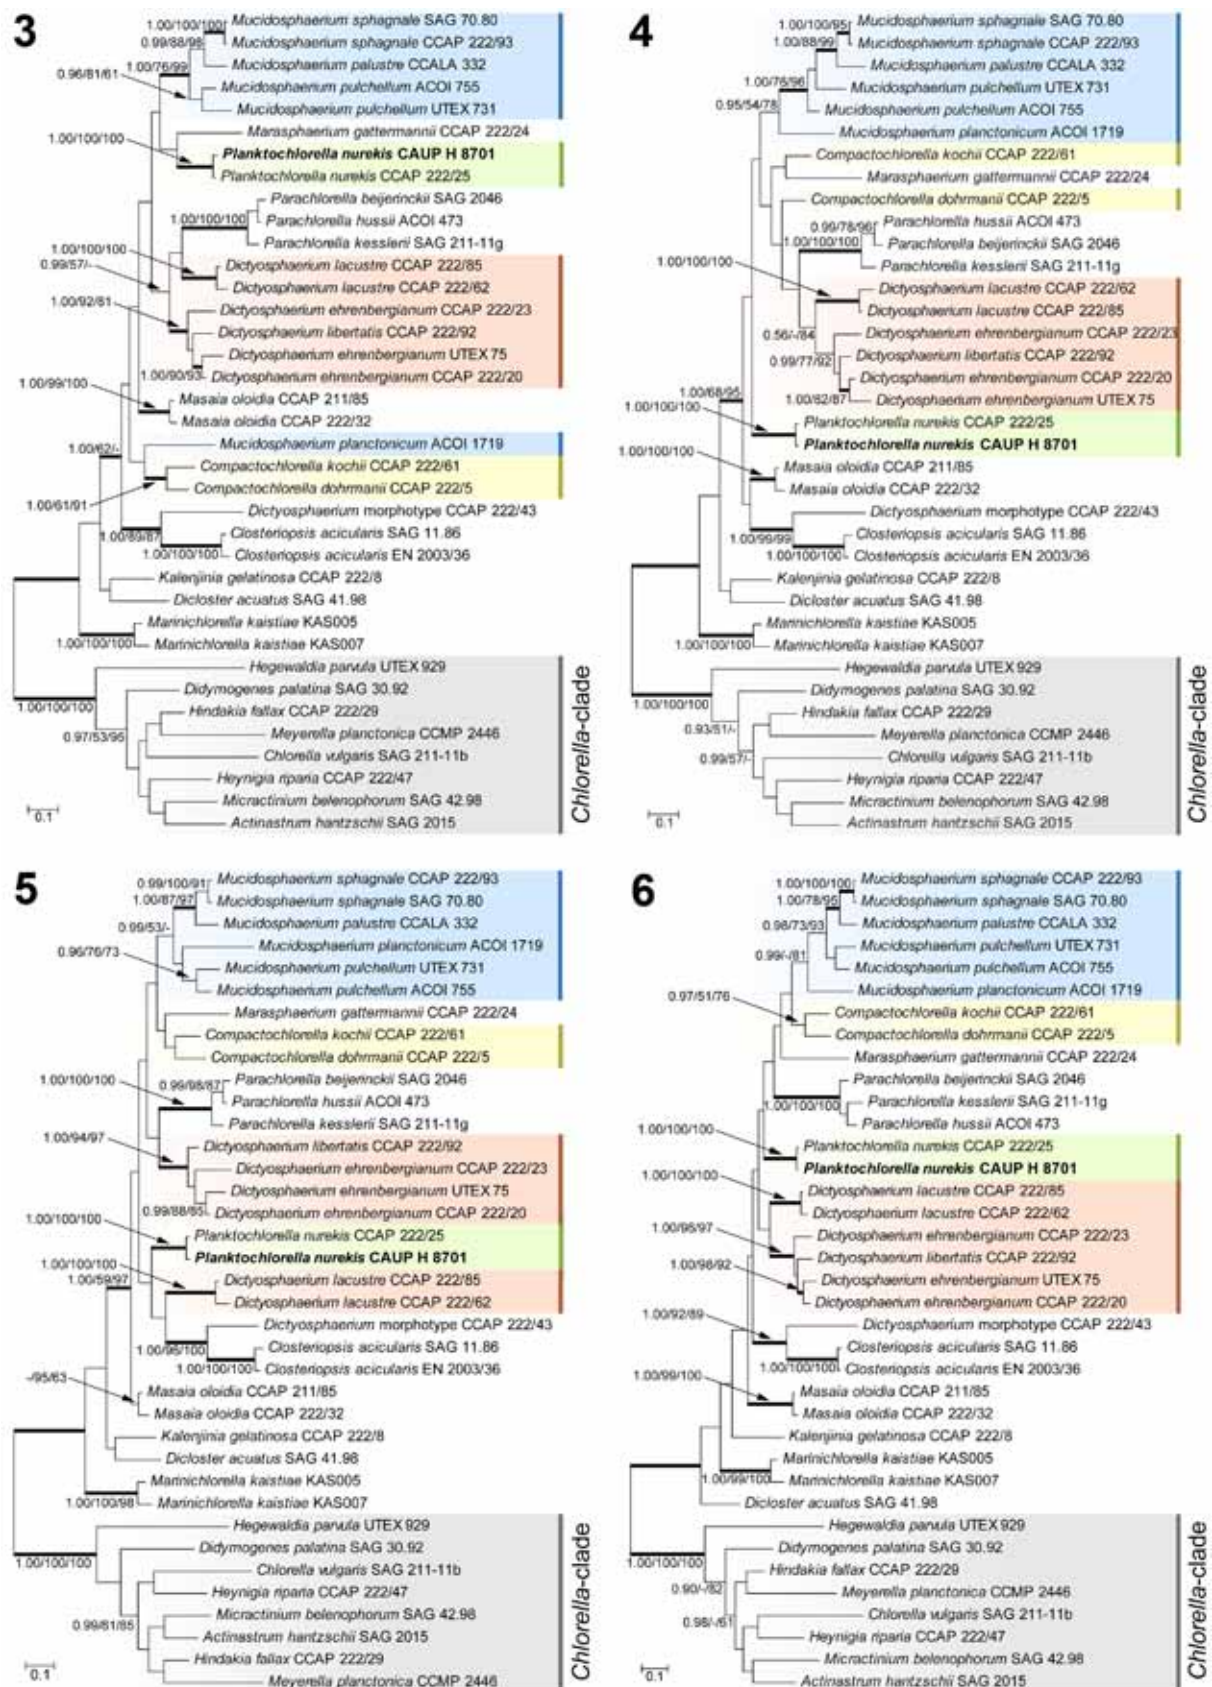 3
1.00/100/100
Mucidosphaerium sphagnale SAG 70.80
0.99/88/98
Mucidosphaerium sphagnale CCAP 222/93
1.00/76/99
Mucidosphaerium palustre CCALA 332
0.96/81/61
Mucidosphaerium pulchellum ACOI 755
Mucidosphaerium pulchellum UTEX 731
Marasphaerium gattermannii CCAP 222/24
1.00/100/100
Planktochlorella nurekis CAUP H 8701
Planktochlorella nurekis CCAP 222/25
Parachlorella beijerinckii SAG 2046
1.00/100/100
Parachlorella hussii ACOI 473
Parachlorella kesslerii SAG 211-11g
1.00/100/100
Dictyosphaerium lacustre CCAP 222/85
0.99/57/-
Dictyosphaerium lacustre CCAP 222/62
1.00/92/81
Dictyosphaerium ehrenbergianum CCAP 222/23
Dictyosphaerium libertatis CCAP 222/92
Dictyosphaerium ehrenbergianum UTEX 75
1.00/90/93
Dictyosphaerium ehrenbergianum CCAP 222/20
1.00/99/100
Masaia oloidia CCAP 211/85
Masaia oloidia CCAP 222/32
Mucidosphaerium planctonicum ACOI 1719
1.00/62/-
Compactochlorella kochii CCAP 222/61
Compactochlorella dohrmanii CCAP 222/5
1.00/61/91
Dictyosphaerium morphotype CCAP 222/43
1.00/89/87
Closteriopsis acicularis SAG 11.86
1.00/100/100
Closteriopsis acicularis EN 2003/36
Kalenjinia gelatinosa CCAP 222/8
Dicloster acuatus SAG 41.98
Marinichlorella kaistiae KAS005
1.00/100/100
Marinichlorella kaistiae KAS007
Hegewaldia parvula UTEX 929
1.00/100/100
Didymogenes palatina SAG 30.92
Hindakia fallax CCAP 222/29
0.97/53/95
Meyerella planctonica CCMP 2446
Chlorella vulgaris SAG 211-11b
Heynigia riparia CCAP 222/47
Micractinium belenophorum SAG 42.98
Actinastrum hantzschii SAG 2015
0.1
Chlorella-clade
4
1.00/100/95
Mucidosphaerium sphagnale SAG 70.80
1.00/88/99
Mucidosphaerium sphagnale CCAP 222/93
Mucidosphaerium palustre CCALA 332
1.00/76/96
Mucidosphaerium pulchellum UTEX 731
0.95/54/78
Mucidosphaerium pulchellum ACOI 755
Mucidosphaerium planctonicum ACOI 1719
Compactochlorella kochii CCAP 222/61
Marasphaerium gattermannii CCAP 222/24
Compactochlorella dohrmanii CCAP 222/5
0.99/78/96
Parachlorella hussii ACOI 473
1.00/100/100
Parachlorella beijerinckii SAG 2046
Parachlorella kesslerii SAG 211-11g
1.00/100/100
Dictyosphaerium lacustre CCAP 222/62
Dictyosphaerium lacustre CCAP 222/85
0.56/-/84
Dictyosphaerium ehrenbergianum CCAP 222/23
0.99/77/92
Dictyosphaerium libertatis CCAP 222/92
Dictyosphaerium ehrenbergianum CCAP 222/20
1.00/82/87
Dictyosphaerium ehrenbergianum UTEX 75
1.00/68/95
1.00/100/100
Planktochlorella nurekis CCAP 222/25
Planktochlorella nurekis CAUP H 8701
1.00/100/100
Masaia oloidia CCAP 211/85
Masaia oloidia CCAP 222/32
Dictyosphaerium morphotype CCAP 222/43
1.00/99/99
Closteriopsis acicularis SAG 11.86
1.00/100/100
Closteriopsis acicularis EN 2003/36
Kalenjinia gelatinosa CCAP 222/8
Dicloster acuatus SAG 41.98
Marinichlorella kaistiae KAS005
1.00/100/100
Marinichlorella kaistiae KAS007
Hegewaldia parvula UTEX 929
1.00/100/100
Didymogenes palatina SAG 30.92
Hindakia fallax CCAP 222/29
0.93/51/-
Meyerella planctonica CCMP 2446
0.99/57/-
Chlorella vulgaris SAG 211-11b
Heynigia riparia CCAP 222/47
Micractinium belenophorum SAG 42.98
Actinastrum hantzschii SAG 2015
0.1
Chlorella-clade
5
0.99/100/91
Mucidosphaerium sphagnale CCAP 222/93
1.00/87/97
Mucidosphaerium sphagnale SAG 70.80
0.99/53/-
Mucidosphaerium palustre CCALA 332
Mucidosphaerium planctonicum ACOI 1719
0.96/76/73
Mucidosphaerium pulchellum UTEX 731
Mucidosphaerium pulchellum ACOI 755
Marasphaerium gattermannii CCAP 222/24
Compactochlorella kochii CCAP 222/61
Compactochlorella dohrmanii CCAP 222/5
1.00/100/100
0.99/98/87
Parachlorella beijerinckii SAG 2046
Parachlorella hussii ACOI 473
Parachlorella kesslerii SAG 211-11g
1.00/94/97
Dictyosphaerium libertatis CCAP 222/92
Dictyosphaerium ehrenbergianum CCAP 222/23
Dictyosphaerium ehrenbergianum UTEX 75
0.99/88/85
Dictyosphaerium ehrenbergianum CCAP 222/20
1.00/100/100
Planktochlorella nurekis CCAP 222/25
Planktochlorella nurekis CAUP H 8701
1.00/100/100
1.00/59/97
Dictyosphaerium lacustre CCAP 222/85
Dictyosphaerium lacustre CCAP 222/62
Dictyosphaerium morphotype CCAP 222/43
1.00/96/100
Closteriopsis acicularis SAG 11.86
1.00/100/100
Closteriopsis acicularis EN 2003/36
-/95/63
Masaia oloidia CCAP 211/85
Masaia oloidia CCAP 222/32
Kalenjinia gelatinosa CCAP 222/8
Dicloster acuatus SAG 41.98
Marinichlorella kaistiae KAS005
1.00/100/98
Marinichlorella kaistiae KAS007
Hegewaldia parvula UTEX 929
1.00/100/100
Didymogenes palatina SAG 30.92
Chlorella vulgaris SAG 211-11b
Heynigia riparia CCAP 222/47
0.99/81/85
Micractinium belenophorum SAG 42.98
Actinastrum hantzschii SAG 2015
Hindakia fallax CCAP 222/29
Meyerella planctonica CCMP 2446
0.1
Chlorella-clade
6
1.00/100/100
Mucidosphaerium sphagnale CCAP 222/93
1.00/78/95
Mucidosphaerium sphagnale SAG 70.80
0.98/73/93
Mucidosphaerium palustre CCALA 332
Mucidosphaerium pulchellum UTEX 731
0.99/-/81
Mucidosphaerium pulchellum ACOI 755
Mucidosphaerium planctonicum ACOI 1719
0.97/51/76
Compactochlorella kochii CCAP 222/61
Compactochlorella dohrmanii CCAP 222/5
Marasphaerium gattermannii CCAP 222/24
Parachlorella beijerinckii SAG 2046
1.00/100/100
Parachlorella kesslerii SAG 211-11g
Parachlorella hussii ACOI 473
1.00/100/100
Planktochlorella nurekis CCAP 222/25
Planktochlorella nurekis CAUP H 8701
1.00/100/100
Dictyosphaerium lacustre CCAP 222/85
Dictyosphaerium lacustre CCAP 222/62
1.00/96/97
Dictyosphaerium ehrenbergianum CCAP 222/23
Dictyosphaerium libertatis CCAP 222/92
1.00/98/92
Dictyosphaerium ehrenbergianum UTEX 75
Dictyosphaerium ehrenbergianum CCAP 222/20
1.00/92/89
Dictyosphaerium morphotype CCAP 222/43
Closteriopsis acicularis SAG 11.86
1.00/100/100
Closteriopsis acicularis EN 2003/36
1.00/99/100
Masaia oloidia CCAP 211/85
Masaia oloidia CCAP 222/32
Kalenjinia gelatinosa CCAP 222/8
Marinichlorella kaistiae KAS005
1.00/99/100
Marinichlorella kaistiae KAS007
Dicloster acuatus SAG 41.98
Hegewaldia parvula UTEX 929
1.00/100/100
Didymogenes palatina SAG 30.92
Hindakia fallax CCAP 222/29
0.90/-/82
Meyerella planctonica CCMP 2446
0.98/-/61
Chlorella vulgaris SAG 211-11b
Heynigia riparia CCAP 222/47
Micractinium belenophorum SAG 42.98
Actinastrum hantzschii SAG 2015
0.1
Chlorella-clade